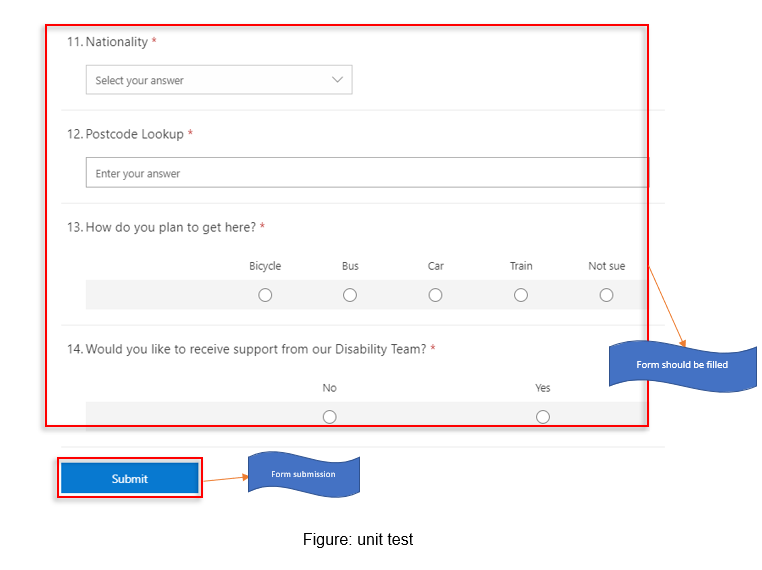 11. Nationality *
Select your answer
12. Postcode Lookup *
Enter your answer
13. How do you plan to get here? *
Bicycle Bus Car Train Not sue
14. Would you like to receive support from our Disability Team? *
Form should be filled
No Yes
Submit
Form submission
Figure: unit test